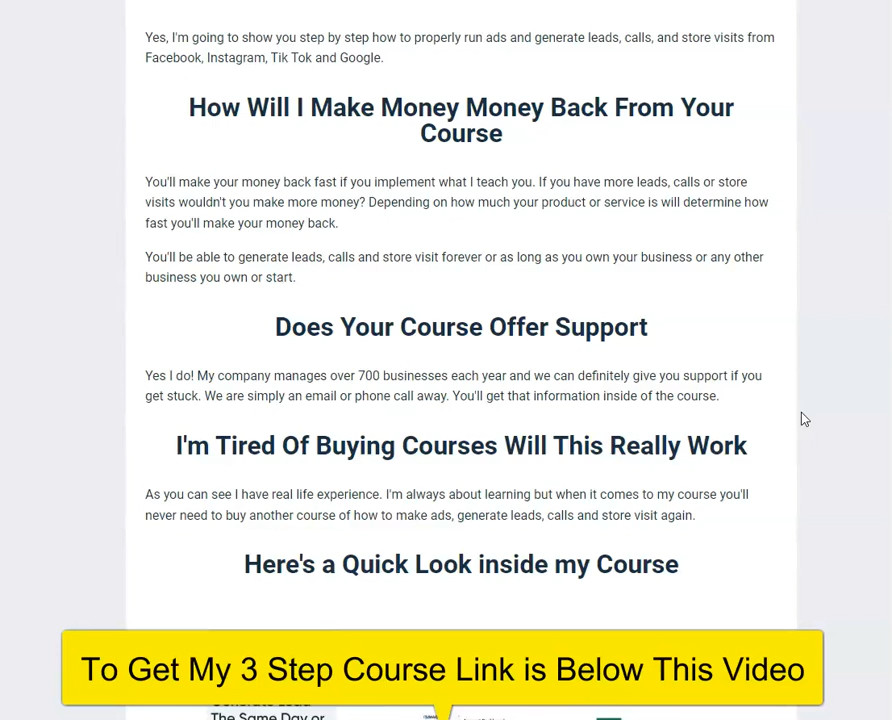 Yes, I'm going to show you step by step how to properly run ads and generate leads, calls, and store visits from
Facebook, Instagram, Tik Tok and Google.
How Will I Make Money Money Back From Your
Course
You'll make your money back fast if you implement what I teach you. If you have more leads, calls or store
visits wouldn't you make more money? Depending on how much your product or service is will determine how
fast you'll make your money back.
You'll be able to generate leads, calls and store visit forever or as long as you own your business or any other
business you own or start.
Does Your Course Offer Support
Yes I do! My company manages over 700 businesses each year and we can definitely give you support if you
get stuck. We are simply an email or phone call away. You'll get that information inside of the course.
I'm Tired Of Buying Courses Will This Really Work
As you can see I have real life experience. I'm always about learning but when it comes to my course you'll
never need to buy another course of how to make ads, generate leads, calls and store visit again.
Here's a Quick Look inside my Course
To Get My 3 Step Course Link is Below This Video
The Same Day or